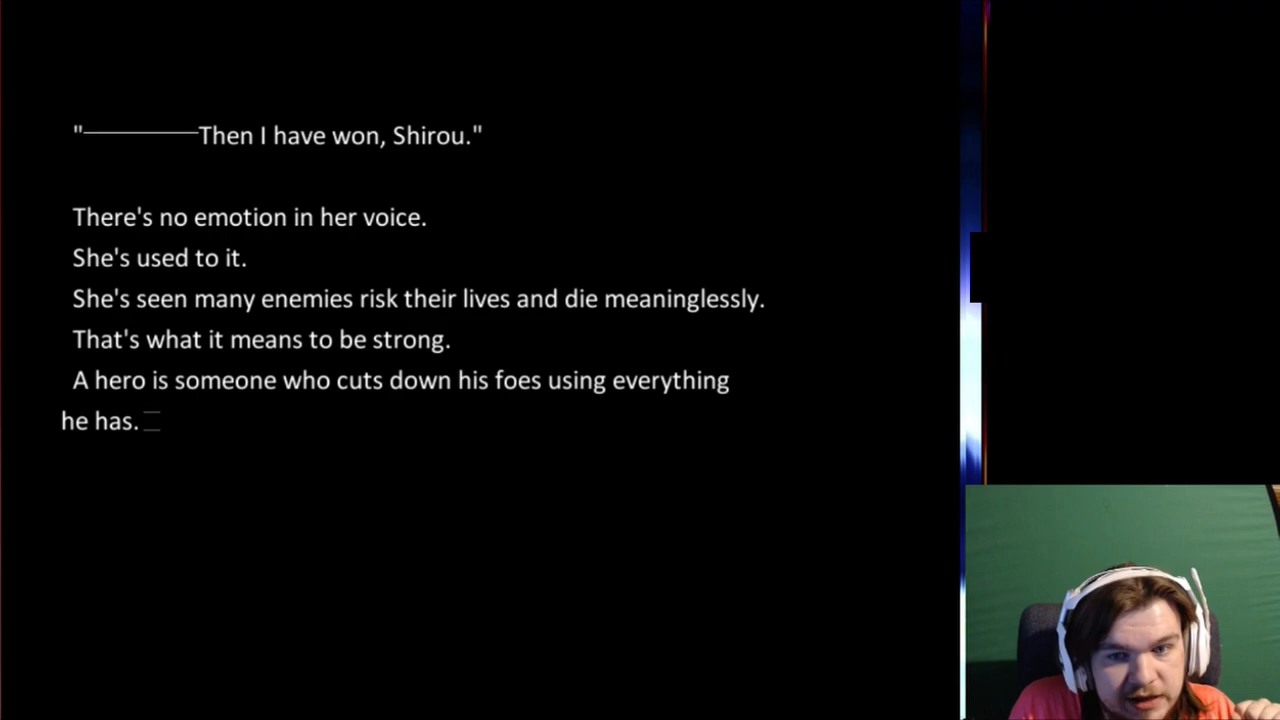 "————Then I have won, Shirou."
There's no emotion in her voice.
She's used to it.
She's seen many enemies risk their lives and die meaninglessly.
That's what it means to be strong.
A hero is someone who cuts down his foes using everything
he has.